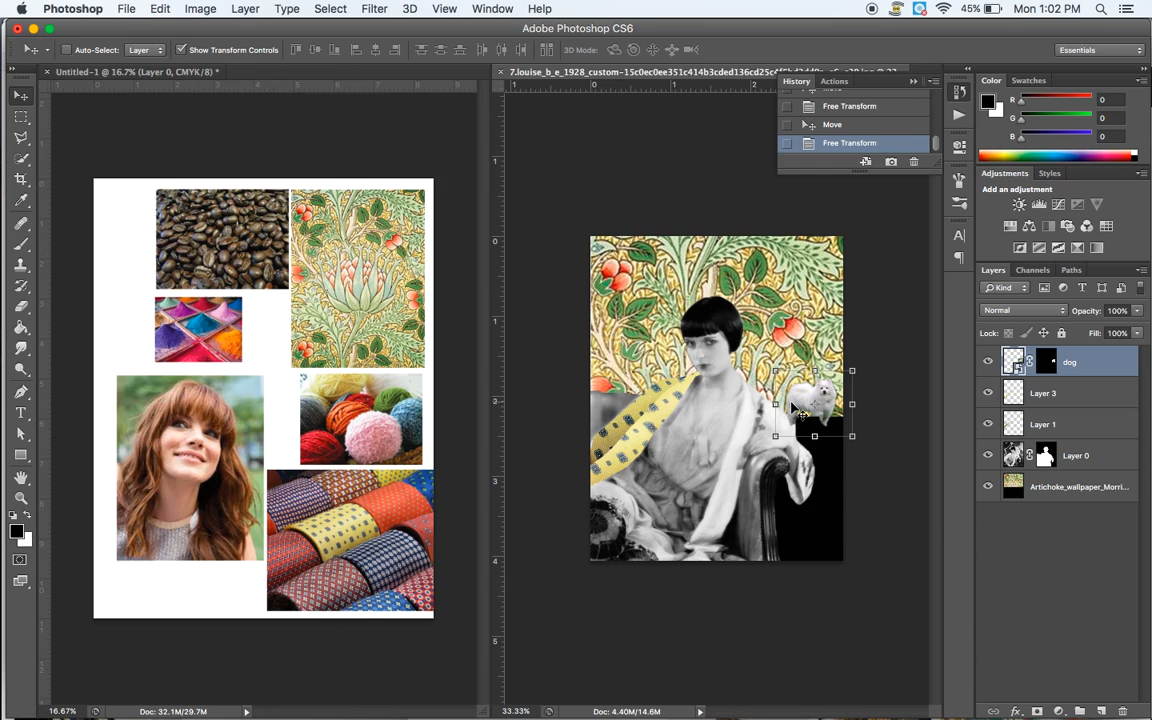 Photoshop File Edit Image Layer Type Select Filter 3D View Window Help 45% Mon 1:02 PM
Adobe Photoshop CS6
Auto-Select: Layer Show Transform Controls 3D Mode: Essentials
Untitled-1 @ 16.7% (Layer 0, CMYK/8) *
History Actions
Free Transform
Move
Free Transform
Color Swatches
R 0
G 0
B 0
Adjustments Styles
Add an adjustment
Layers Channels Paths
Kind
Normal Opacity: 100%
Lock: Fill: 100%
dog
Layer 3
Layer 1
Layer 0
Artichoke_wallpaper_Morri...
16.67% Doc: 32.1M/29.7M
33.33% Doc: 4.40M/14.6M